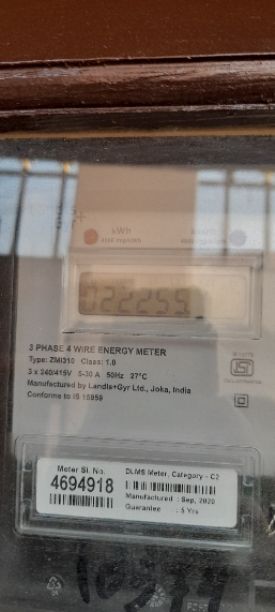 kWh
022255
3 PHASE 4 WIRE ENERGY METER
Type: ZMI310 Class: 1.0
3 x 240/415V 5-30 A 50Hz 27°C
Manufactured by Landis+Gyr Ltd., Joka, India
Conforms to IS 15959
Meter Sl. No.
4694918
DLMS Meter, Category - C2
Manufactured : Sep, 2020
Guarantee : 5 Yrs